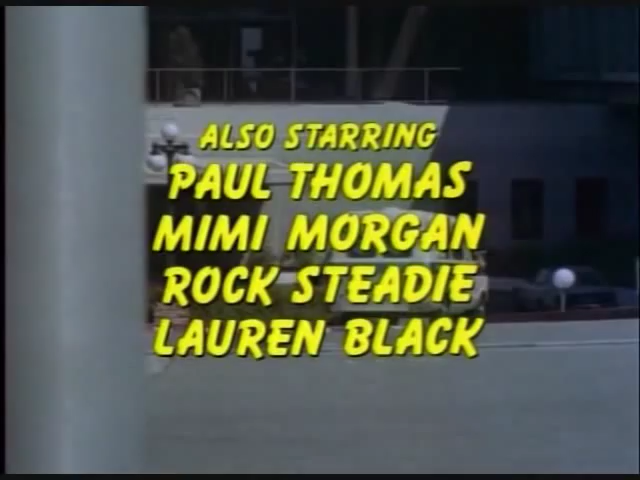 ALSO STARRING
PAUL THOMAS
MIMI MORGAN
ROCK STEADIE
LAUREN BLACK